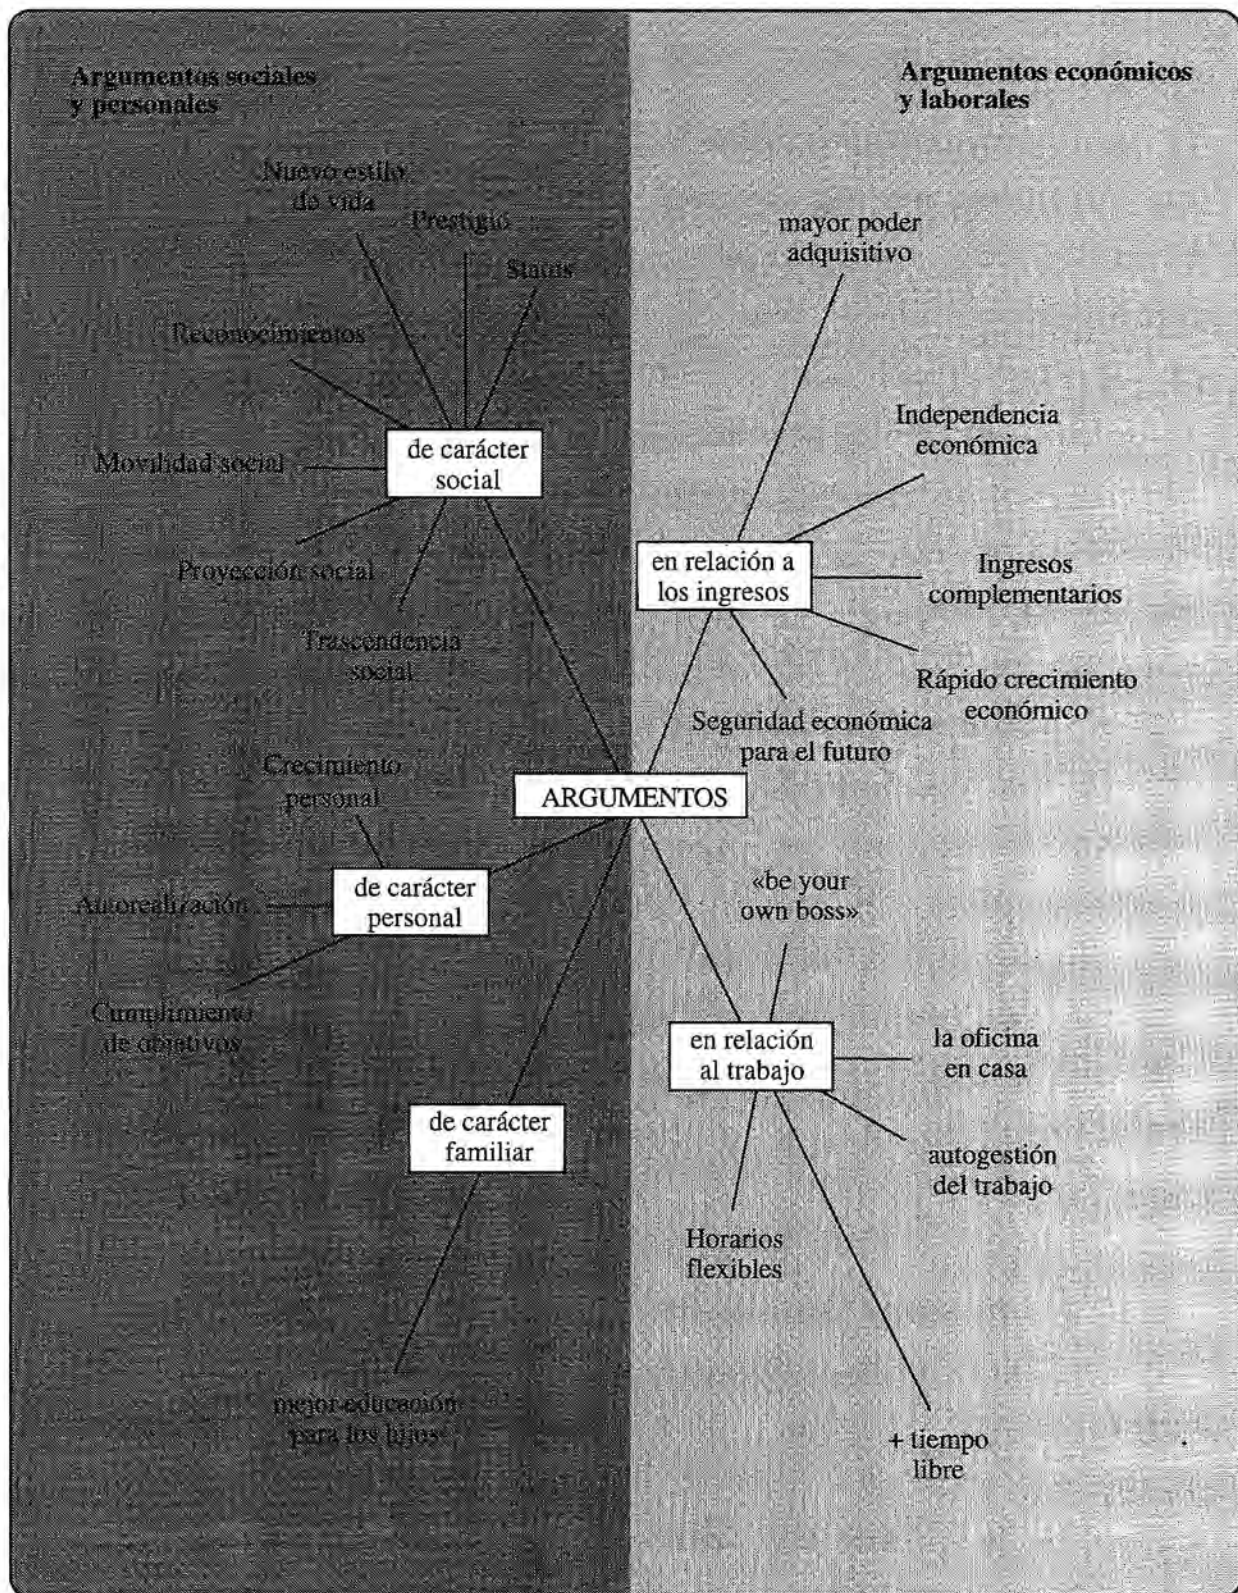 Argumentos sociales
y personales
Nuevo estilo
de vida
Prestigio
Status
Reconocimientos
Movilidad social
de carácter
social
Proyección social
Trascendencia
social
Crecimiento
personal
ARGUMENTOS
Autorealización
de carácter
personal
Cumplimiento
de objetivos
de carácter
familiar
mejor educación
para los hijos
Argumentos económicos
y laborales
mayor poder
adquisitivo
Independencia
económica
en relación a
los ingresos
Ingresos
complementarios
Rápido crecimiento
económico
Seguridad económica
para el futuro
«be your
own boss»
en relación
al trabajo
la oficina
en casa
autogestión
del trabajo
Horarios
flexibles
+ tiempo
libre